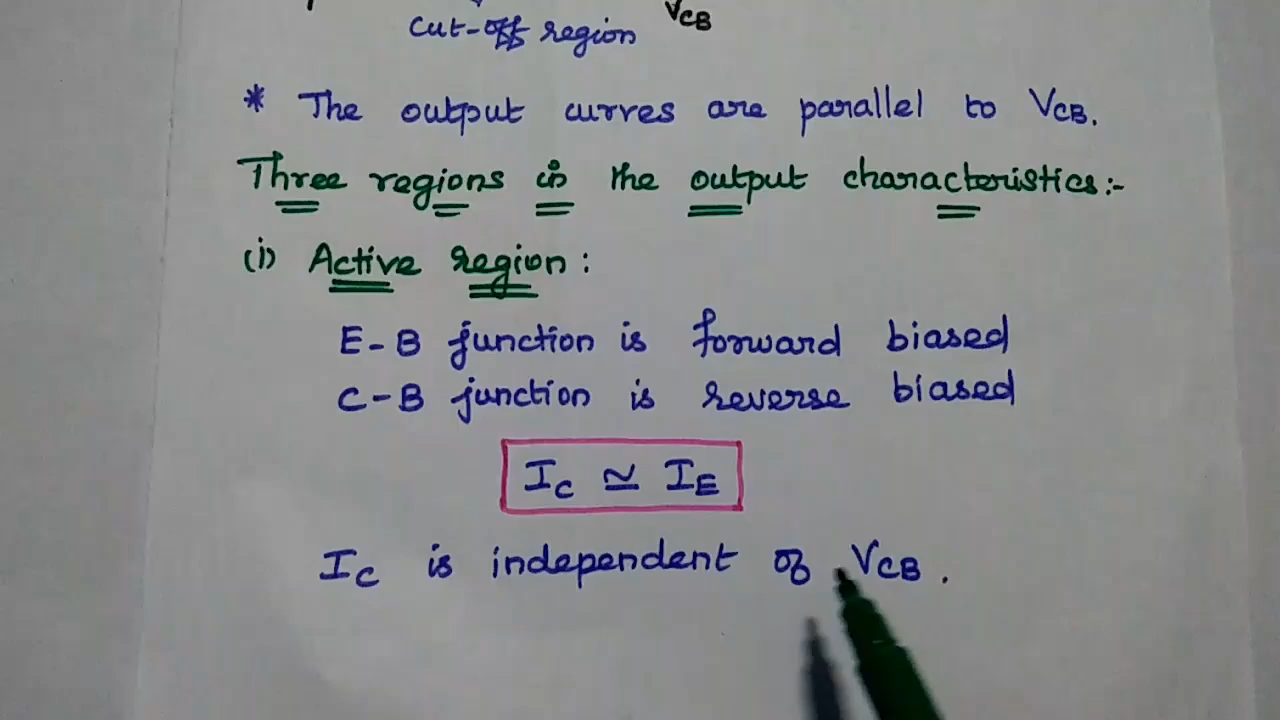 Cut-off region VCB
* The output curves are parallel to VCB.
Three regions in the output characteristics:-
(i) Active region:
E-B junction is forward biased
C-B junction is reverse biased
IC ≃ IE
IC is independent of VCB.